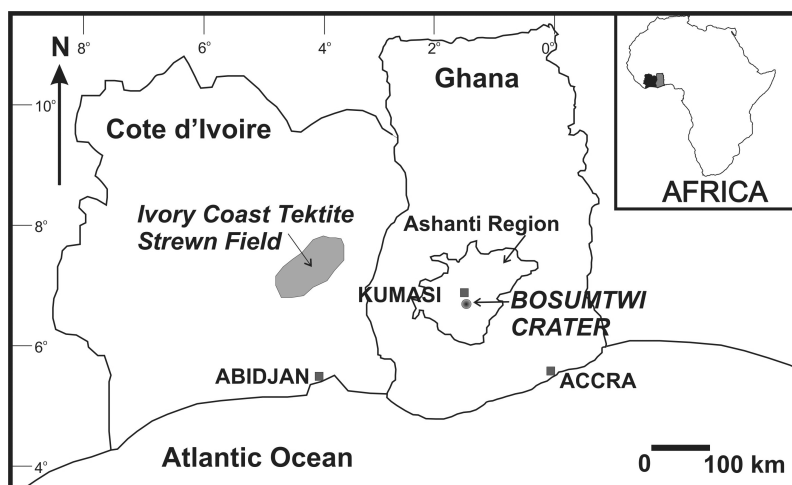 8° 6° 4° 2° 0°
N
Ghana
10°
Cote d'Ivoire
AFRICA
8°
Ivory Coast Tektite
Strewn Field
Ashanti Region
KUMASI
BOSUMTWI
CRATER
6°
ABIDJAN
ACCRA
Atlantic Ocean
4°
0 100 km